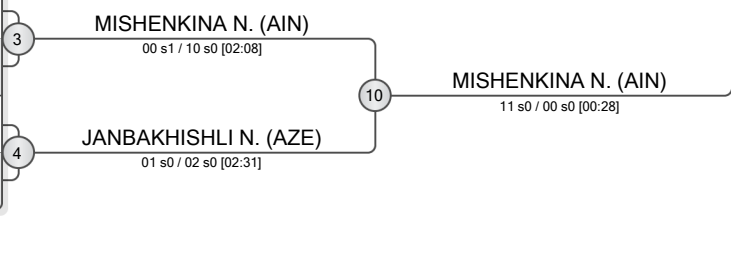 MISHENKINA N. (AIN)
3
00 s1 / 10 s0 [02:08]
10
MISHENKINA N. (AIN)
11 s0 / 00 s0 [00:28]
JANBAKHISHLI N. (AZE)
4
01 s0 / 02 s0 [02:31]